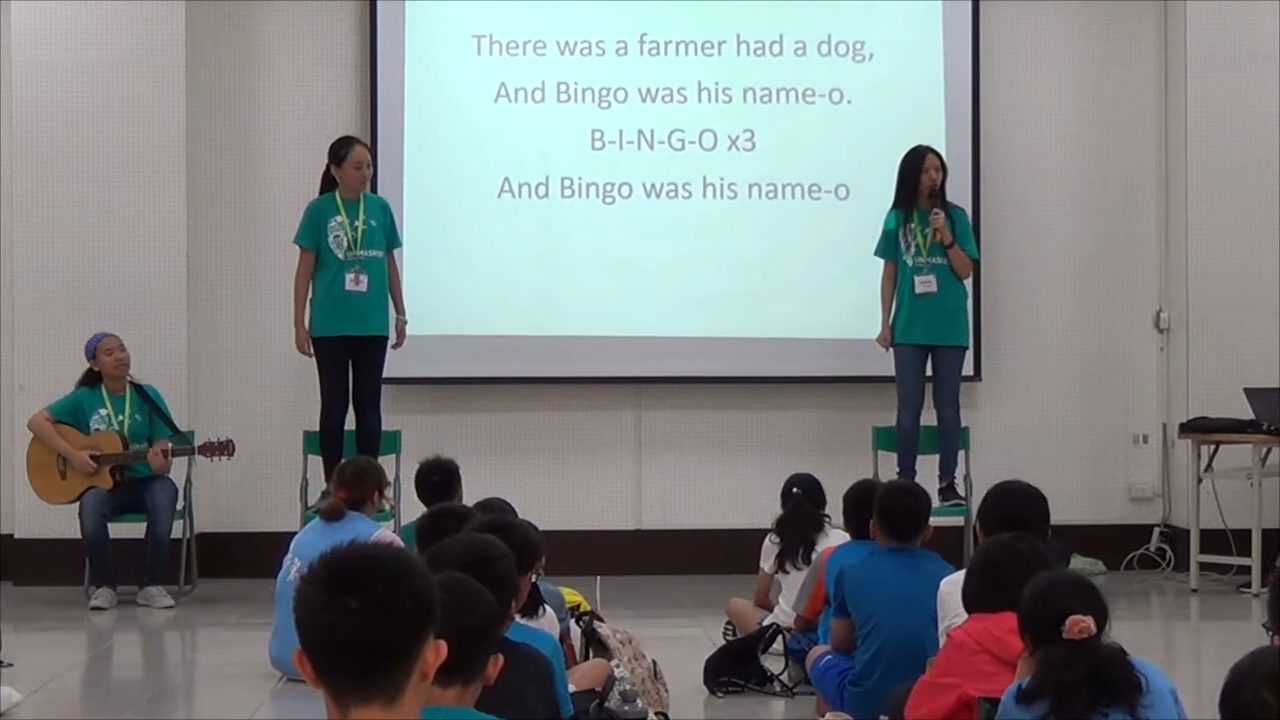 There was a farmer had a dog,
And Bingo was his name-o.
B-I-N-G-O x3
And Bingo was his name-o